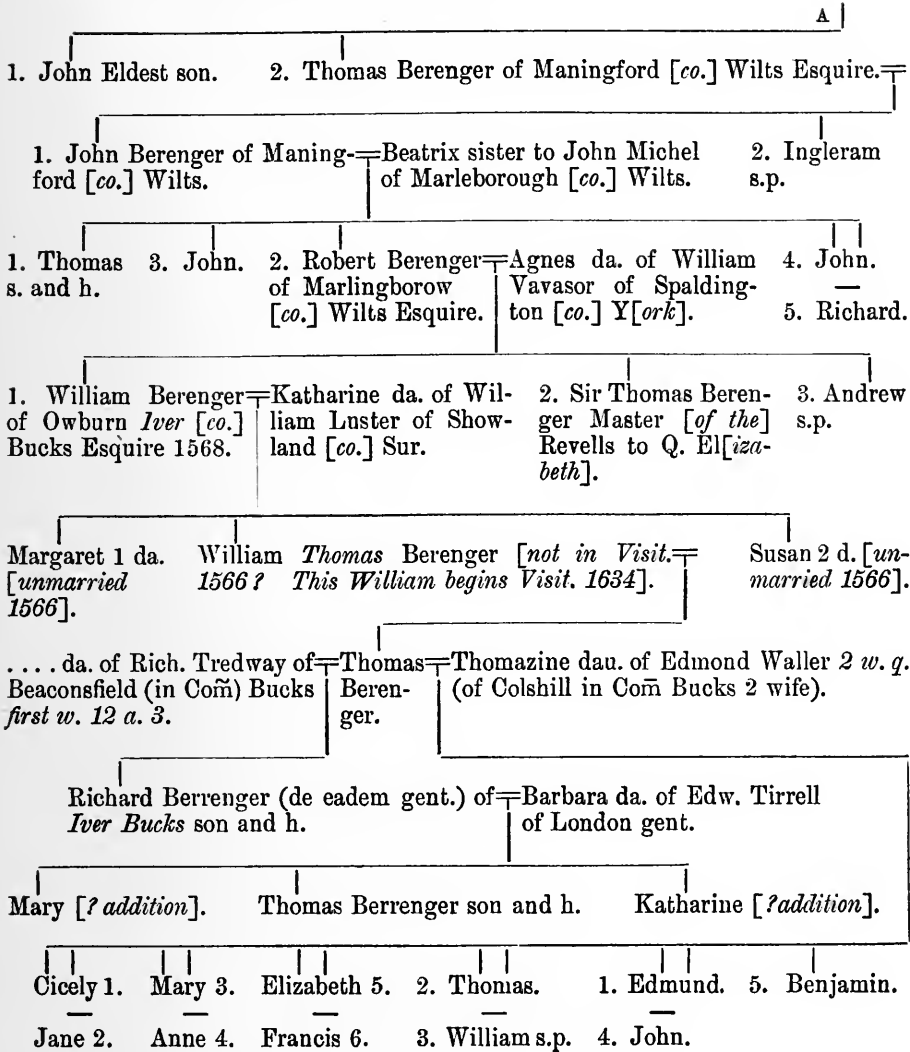 A
1. John Eldest son. 2. Thomas Berenger of Maningford [co.] Wilts Esquire.
1. John Berenger of Maning- Beatrix sister to John Michel 2. Ingleram
ford [co.] Wilts. of Marleborough [co.] Wilts. s.p.
1. Thomas 3. John. 2. Robert Berenger Agnes da. of William 4. John.
s. and h. of Marlingborow Vavasor of Spalding- —
[co.] Wilts Esquire. ton [co.] Y[ork]. 5. Richard.
1. William Berenger Katharine da. of Wil- 2. Sir Thomas Beren- 3. Andrew
of Owburn Iver [co.] liam Luster of Show- ger Master [of the] s.p.
Bucks Esquire 1568. land [co.] Sur. Revells to Q. El[iza-
beth].
Margaret 1 da. William Thomas Berenger [not in Visit. Susan 2 d. [un-
[unmarried 1566? This William begins Visit. 1634]. married 1566].
1566].
.... da. of Rich. Tredway of Thomas Thomazine dau. of Edmond Waller 2 w. q.
Beaconsfield (in Com̄) Bucks Beren- (of Colshill in Com̄ Bucks 2 wife).
first w. 12 a. 3. ger.
Richard Berrenger (de eadem gent.) of Barbara da. of Edw. Tirrell
Iver Bucks son and h. of London gent.
Mary [? addition]. Thomas Berrenger son and h. Katharine [? addition].
Cicely 1. Mary 3. Elizabeth 5. 2. Thomas. 1. Edmund. 5. Benjamin.
Jane 2. Anne 4. Francis 6. 3. William s.p. 4. John.